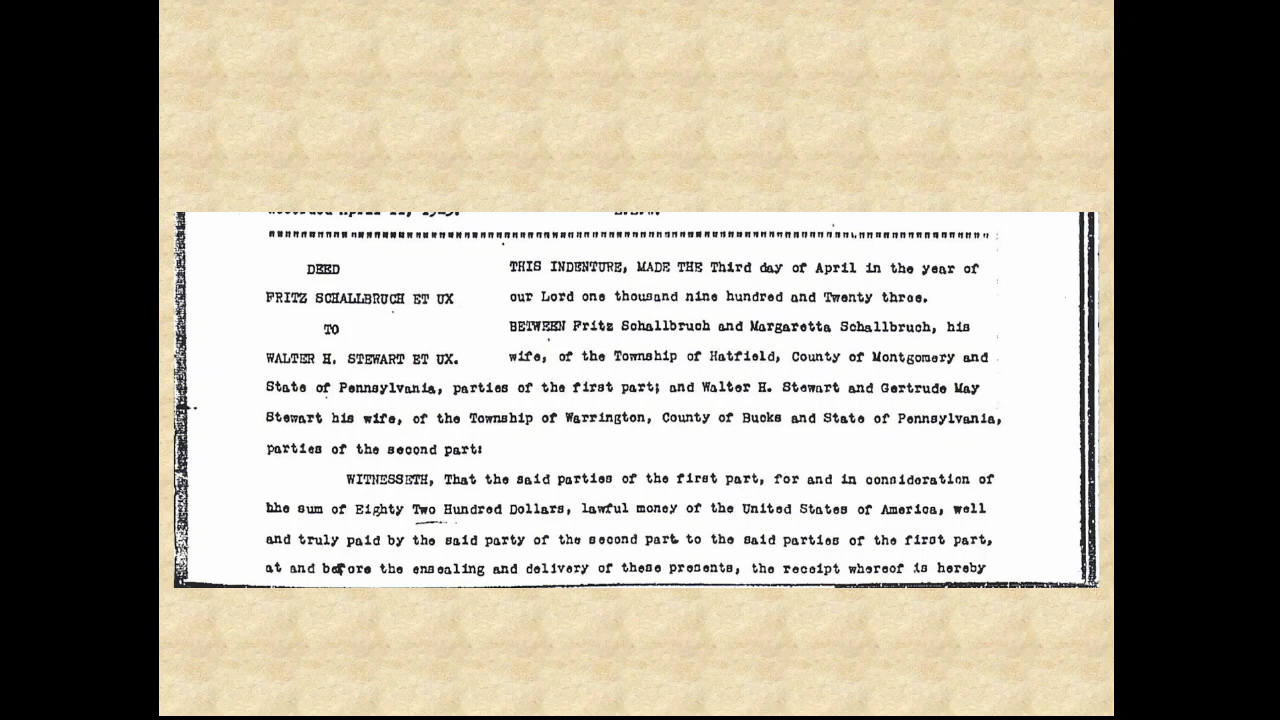 Recorded April 11, 1923.
DEED THIS INDENTURE, MADE THE Third day of April in the year of
FRITZ SCHALLBRUCH ET UX our Lord one thousand nine hundred and Twenty three.
TO BETWEEN Fritz Schallbruch and Margaretta Schallbruch, his
WALTER H. STEWART ET UX. wife, of the Township of Hatfield, County of Montgomery and
State of Pennsylvania, parties of the first part; and Walter H. Stewart and Gertrude May
Stewart his wife, of the Township of Warrington, County of Bucks and State of Pennsylvania,
parties of the second part:
WITNESSETH, That the said parties of the first part, for and in consideration of
hhe sum of Eighty Two Hundred Dollars, lawful money of the United States of America, well
and truly paid by the said party of the second part to the said parties of the first part,
at and before the ensealing and delivery of these presents, the receipt whereof is hereby